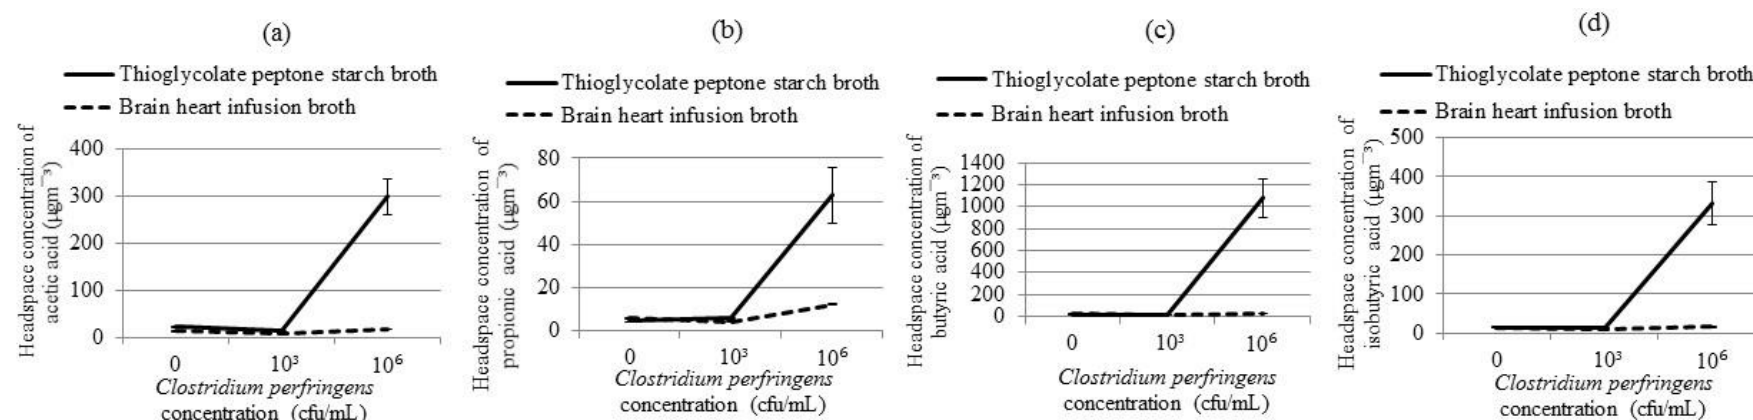 (a)
Thioglycolate peptone starch broth
Brain heart infusion broth
Headspace concentration of
acetic acid (µgm¯³)
400
300
200
100
0
0 10³ 10⁶
Clostridium perfringens
concentration (cfu/mL)
(b)
Thioglycolate peptone starch broth
Brain heart infusion broth
Headspace concentration of
propionic acid (µgm¯³)
80
60
40
20
0
0 10³ 10⁶
Clostridium perfringens
concentration (cfu/mL)
(c)
Thioglycolate peptone starch broth
Brain heart infusion broth
Headspace concentration of
butyric acid (µgm¯³)
1400
1200
1000
800
600
400
200
0
0 10³ 10⁶
Clostridium perfringens
concentration (cfu/mL)
(d)
Thioglycolate peptone starch broth
Brain heart infusion broth
Headspace concentration of
isobutyric acid (µgm¯³)
500
400
300
200
100
0
0 10³ 10⁶
Clostridium perfringens
concentration (cfu/mL)